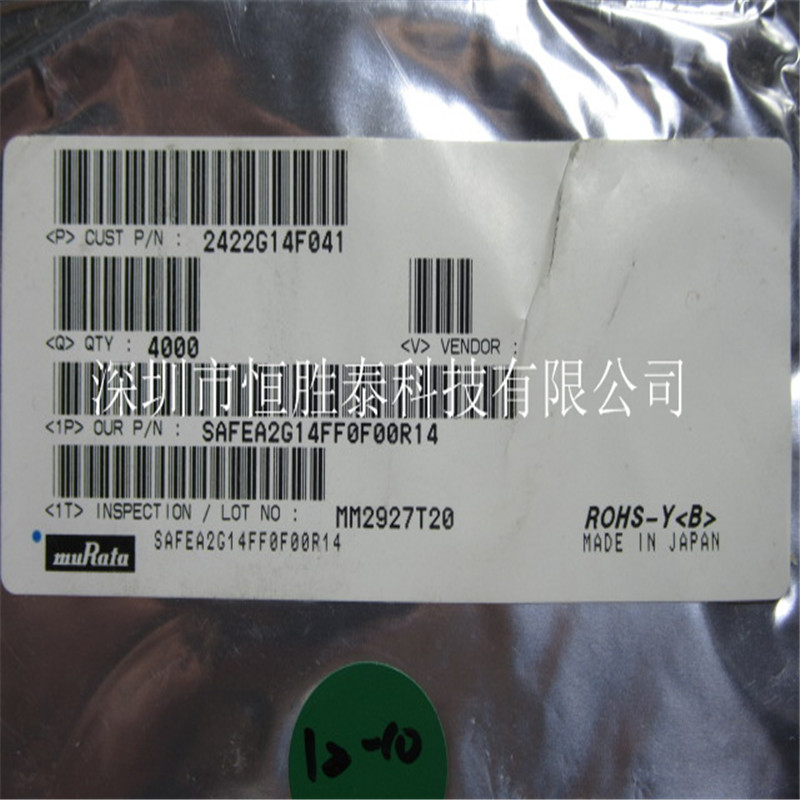 <P> CUST P/N : 2422G14F041
<Q> QTY : 4000
<V> VENDOR :
深圳市恒胜泰科技有限公司
<1P> OUR P/N : SAFEA2G14FF0F00R14
<1T> INSPECTION / LOT NO : MM2927T20
ROHS-Y<B>
muRata
SAFEA2G14FF0F00R14
MADE IN JAPAN
12-10